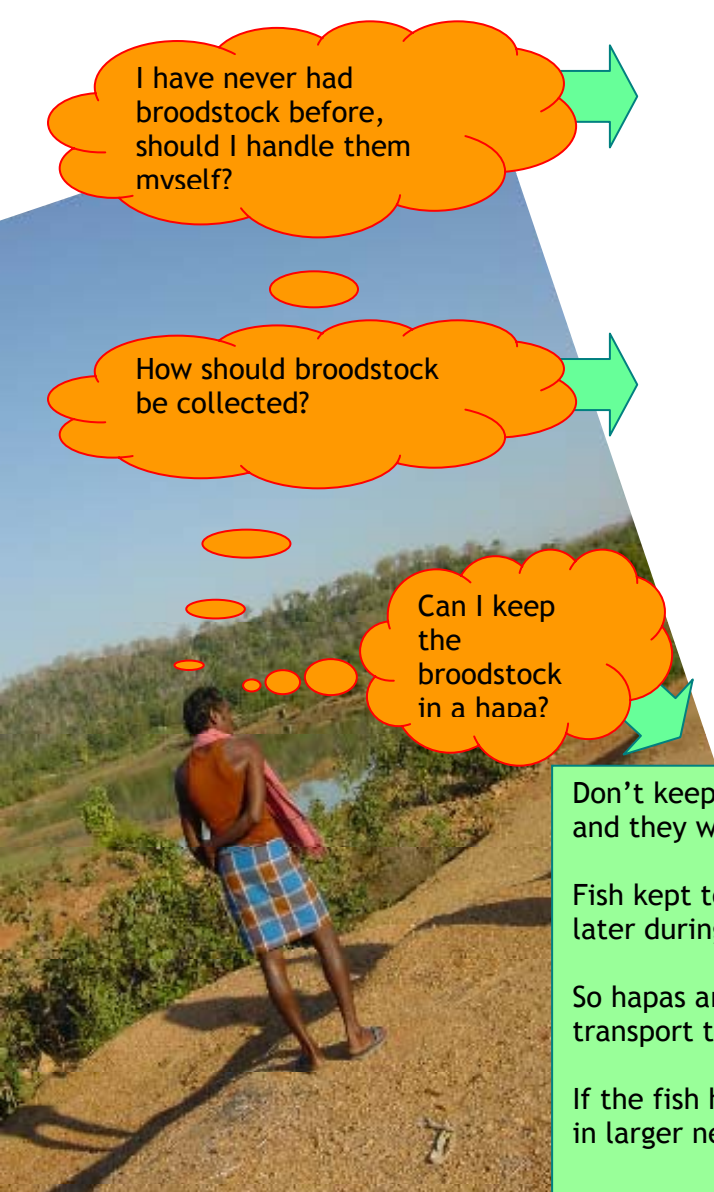 I have never had
broodstock before,
should I handle them
myself?
How should broodstock
be collected?
Can I keep
the
broodstock
in a hapa?
Don’t keep
and they w
Fish kept t
later durin
So hapas a
transport t
If the fish h
in larger ne